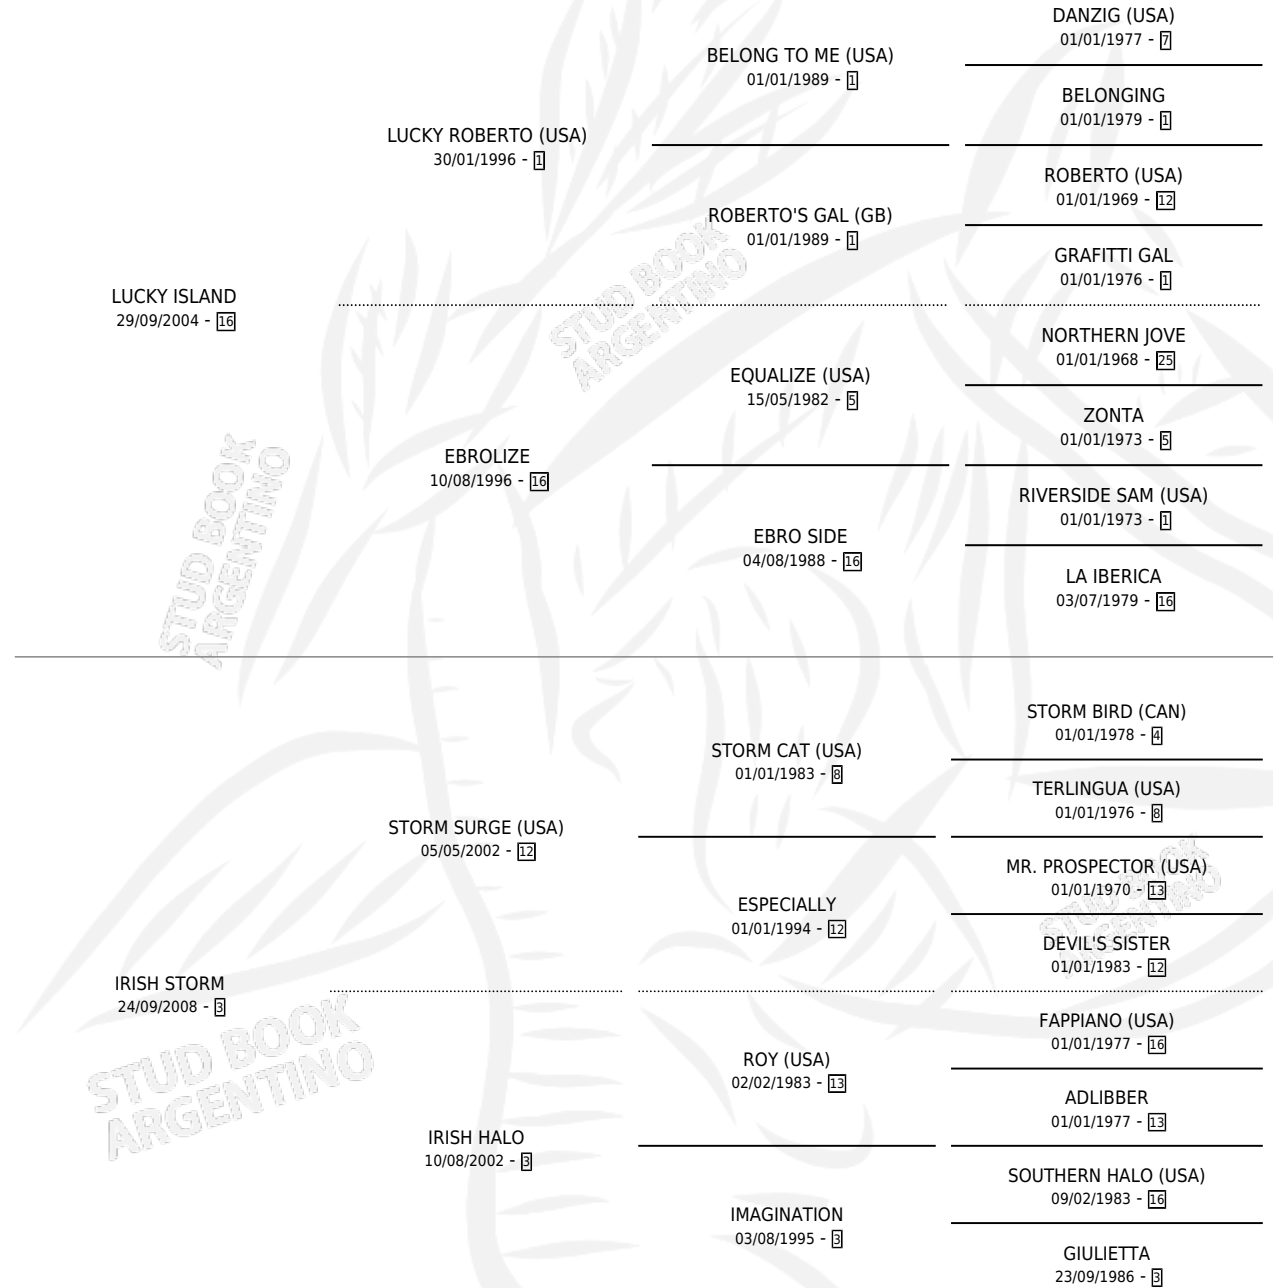 DANZIG (USA)
01/01/1977 - 7
BELONG TO ME (USA)
01/01/1989 - 1
BELONGING
01/01/1979 - 1
LUCKY ROBERTO (USA)
30/01/1996 - 1
ROBERTO (USA)
01/01/1969 - 12
ROBERTO'S GAL (GB)
01/01/1989 - 1
GRAFITTI GAL
01/01/1976 - 1
LUCKY ISLAND
29/09/2004 - 16
NORTHERN JOVE
01/01/1968 - 25
EQUALIZE (USA)
15/05/1982 - 5
ZONTA
01/01/1973 - 5
EBROLIZE
10/08/1996 - 16
RIVERSIDE SAM (USA)
01/01/1973 - 1
EBRO SIDE
04/08/1988 - 16
LA IBERICA
03/07/1979 - 16
STORM BIRD (CAN)
01/01/1978 - 4
STORM CAT (USA)
01/01/1983 - 8
TERLINGUA (USA)
01/01/1976 - 8
STORM SURGE (USA)
05/05/2002 - 12
MR. PROSPECTOR (USA)
01/01/1970 - 13
ESPECIALLY
01/01/1994 - 12
DEVIL'S SISTER
01/01/1983 - 12
IRISH STORM
24/09/2008 - 3
FAPPIANO (USA)
01/01/1977 - 16
ROY (USA)
02/02/1983 - 13
ADLIBBER
01/01/1977 - 13
IRISH HALO
10/08/2002 - 3
SOUTHERN HALO (USA)
09/02/1983 - 16
IMAGINATION
03/08/1995 - 3
GIULIETTA
23/09/1986 - 3
STUD BOOK
ARGENTINO
STUD BOOK
ARGENTINO
STUD BOOK
ARGENTINO
STUD BOOK
ARGENTINO